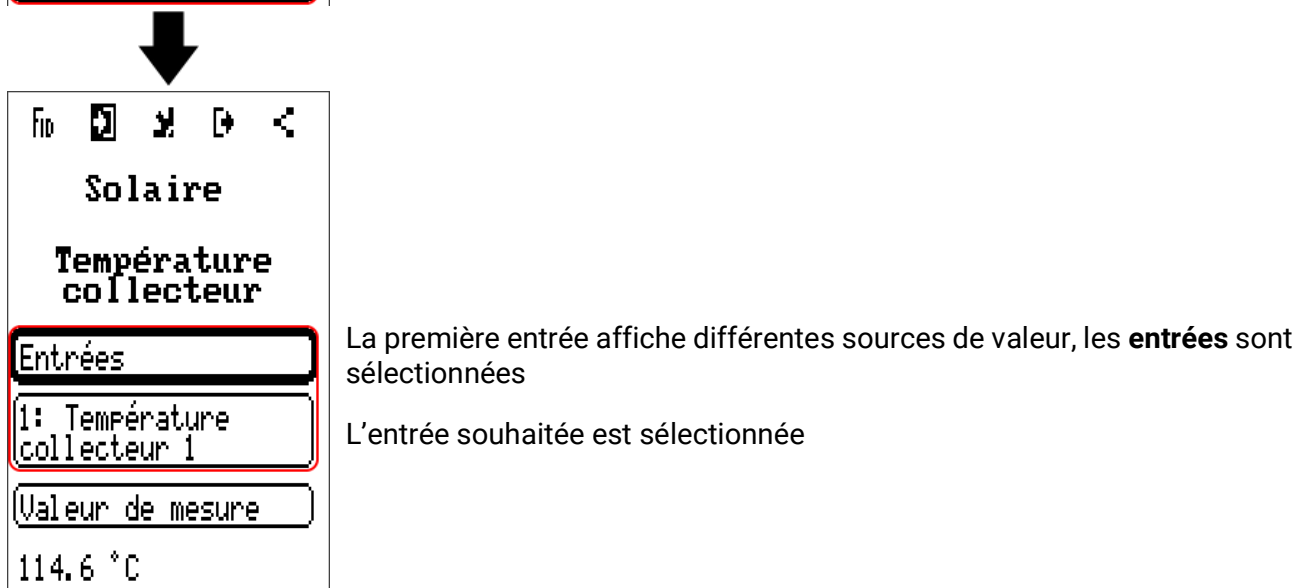 FID
Solaire
Température
collecteur
Entrées
La première entrée affiche différentes sources de valeur, les entrées sont
sélectionnées
1: Température
collecteur 1
L’entrée souhaitée est sélectionnée
Valeur de mesure
114.6 °C